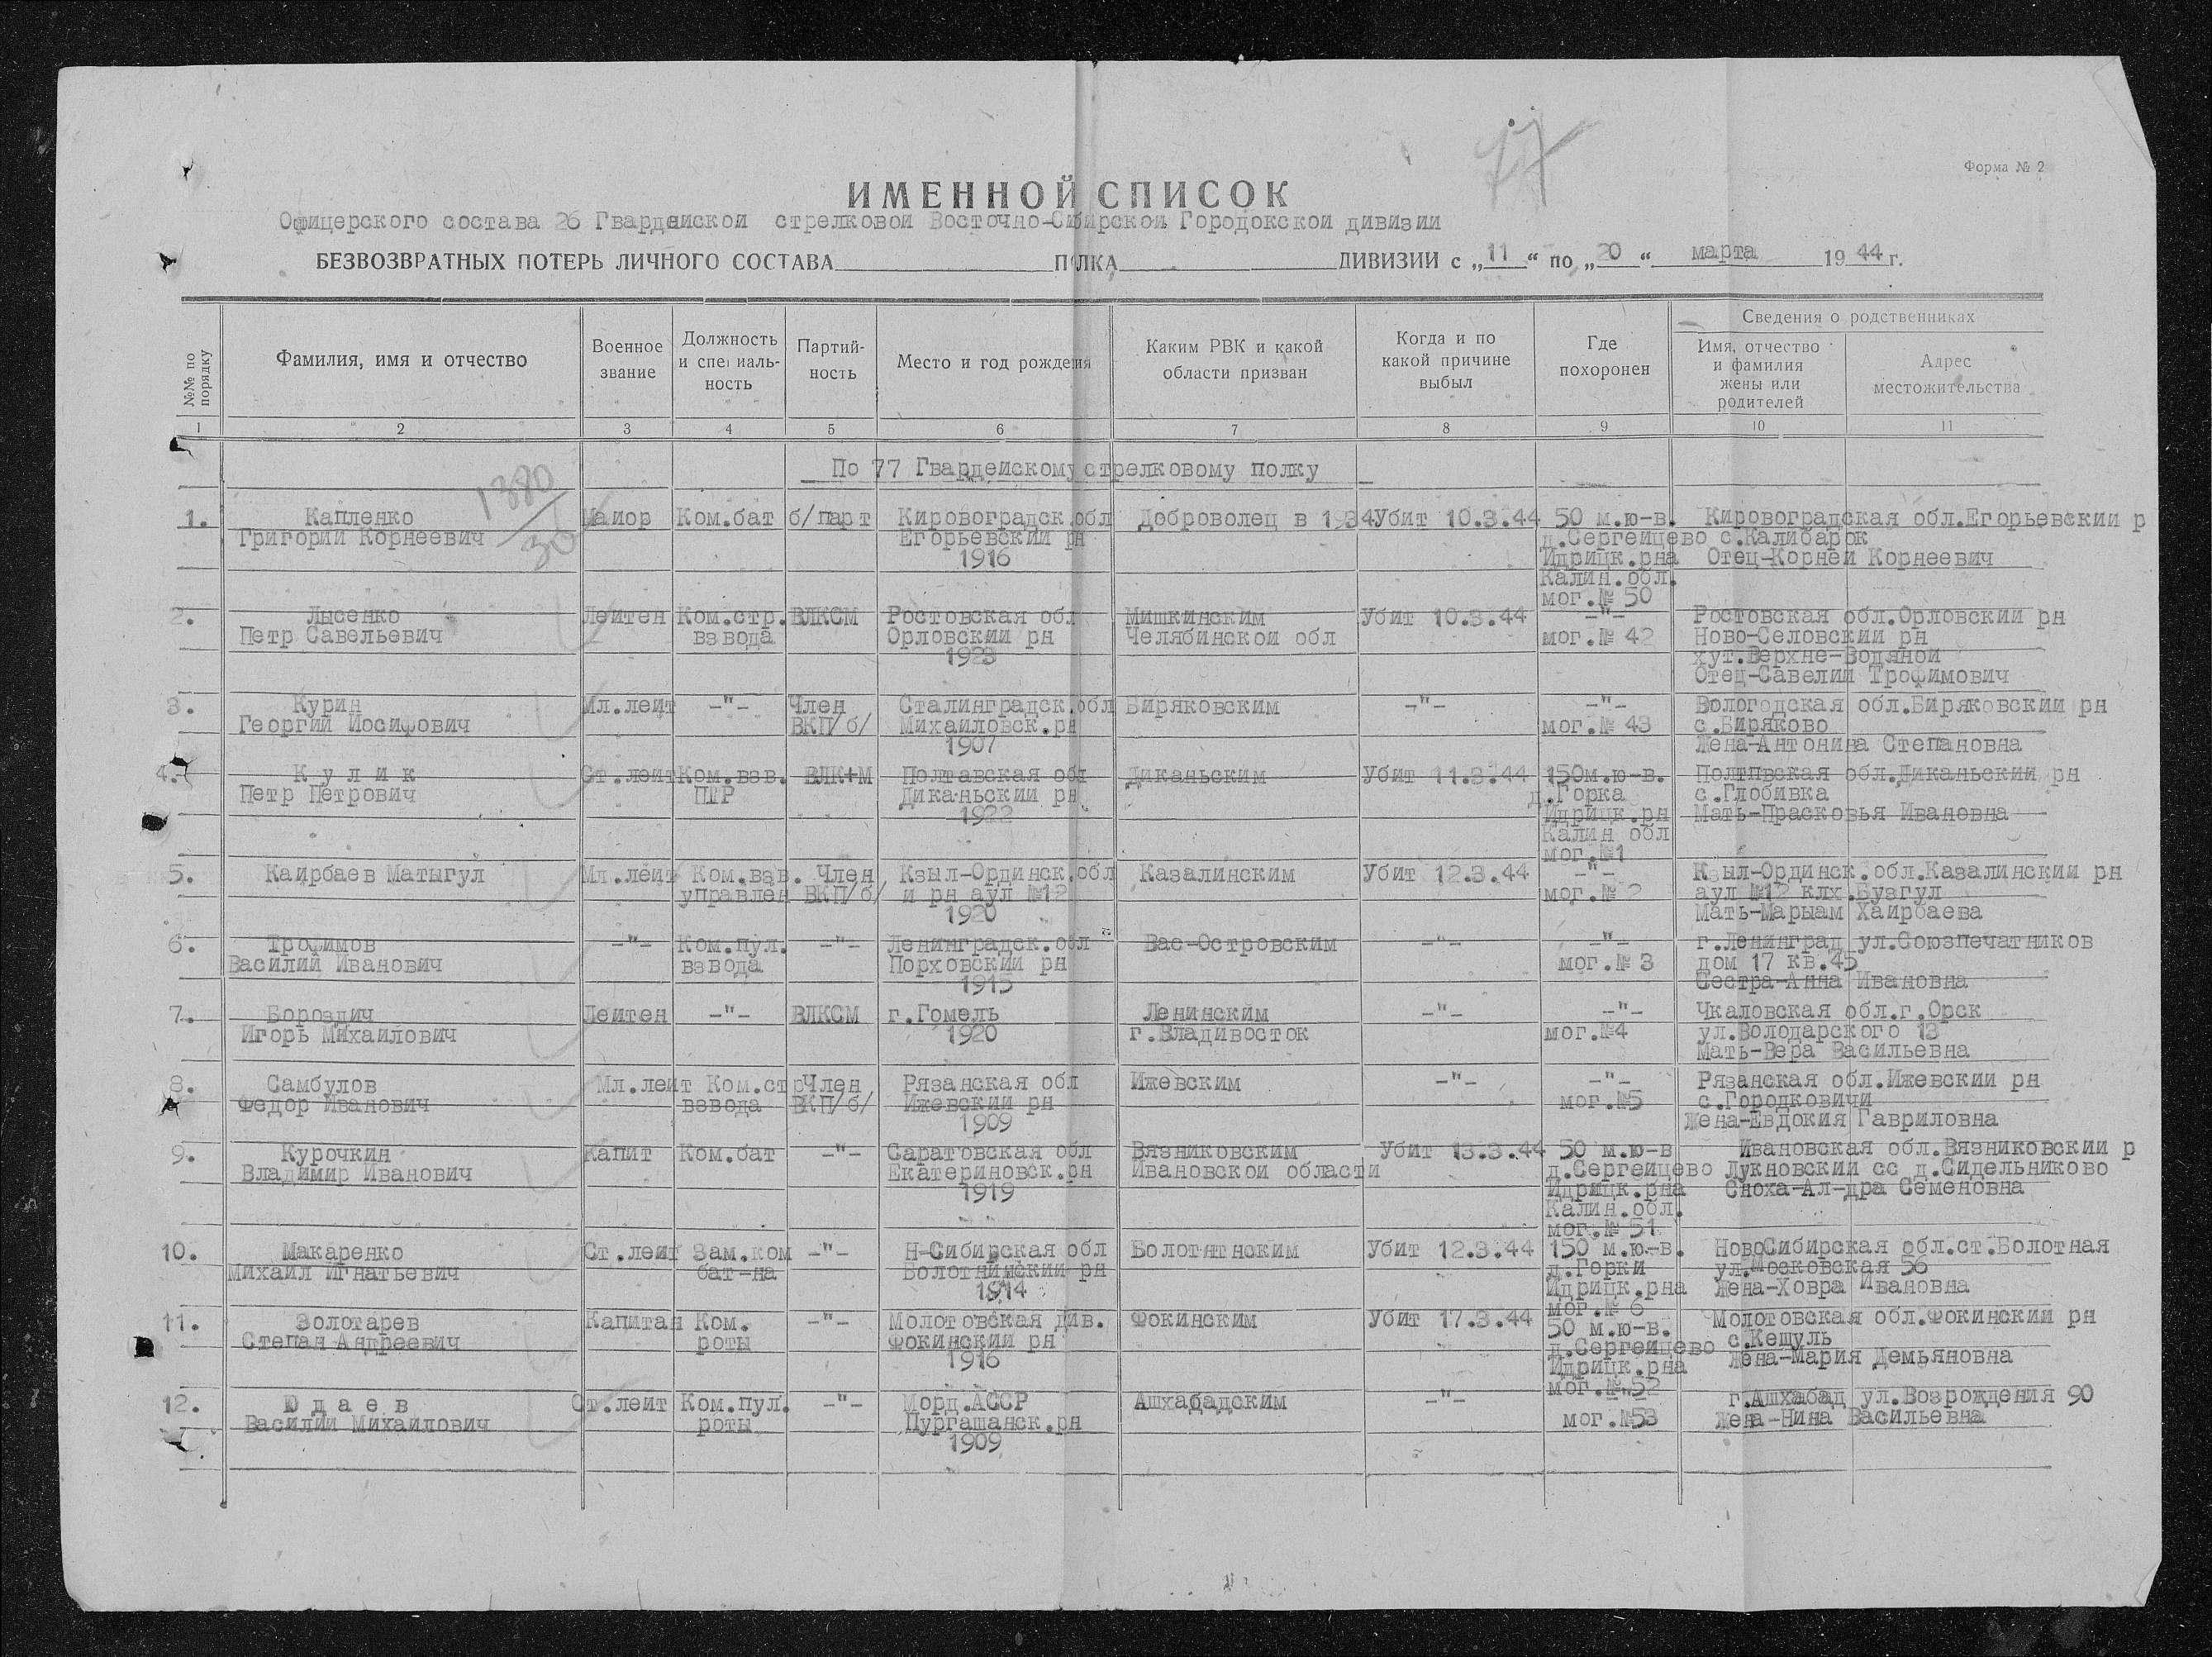 17
Форма № 2
ИМЕННОЙ СПИСОК
Офицерского состава 26 Гвардейской стрелковой Восточно-Сибирской Городокской дивизии
БЕЗВОЗВРАТНЫХ ПОТЕРЬ ЛИЧНОГО СОСТАВА ПОЛКА ДИВИЗИИ с „11“ по „20“ марта 1944 г.
№№ по порядку
Фамилия, имя и отчество
Военное звание
Должность и специальность
Партийность
Место и год рождения
Каким РВК и какой области призван
Когда и по какой причине выбыл
Где похоронен
Сведения о родственниках
Имя, отчество и фамилия жены или родителей
Адрес местожительства
1 2 3 4 5 6 7 8 9 10 11
По 77 Гвардейскому стрелковому полку
1380
30
1. Капленко Маиор Ком.бат б/парт Кировоградск.обл Доброволец в 1934 Убит 10.3.44 50 м.ю-в. Кировоградская обл.Егорьевский р
Григорий Корнеевич Егорьевский рн д.Сергейцево с.Калибарок
1916 Идрицк.рна Отец-Корней Корнеевич
Калин.обл.
мог.№ 50
2. Лысенко Лейтен Ком.стр. ВЛКСМ Ростовская обл Мишкинским Убит 10.3.44 -"- Ростовская обл.Орловский рн
Петр Савельевич взвода Орловский рн Челябинской обл мог.№ 42 Ново-Селовский рн
1923 хут.Верхне-Водяной
Отец-Савелий Трофимович
3. Курин Мл.лейт -"- Член Сталинградск.обл Биряковским -"- -"- Вологодская обл.Биряковский рн
Георгий Иосифович ВКП/б/ Михайловск.рн мог.№ 43 с.Биряково
1907 Жена-Антонина Степановна
4. Кулик Ст.лейт Ком.взв. ВЛК+М Полтавская обл Диканьским Убит 11.3.44 150м.ю-в. Полтпвская обл.Диканьский рн
Петр Петрович ПТР Диканьский рн д.Горка с.Глобивка
1922 Идрицк.рн Мать-Прасковья Ивановна
Калин обл
мог.№1
5. Каирбаев Матыгул Мл.лейт Ком.взв. Член Кзыл-Ординск.обл Казалинским Убит 12.3.44 -"- Кзыл-Ординск.обл.Казалинский рн
управлен ВКП/б/ и рн аул №12 мог.№ 2 аул №12 клх.Бузгул
1920 Мать-Марыам Хаирбаева
6. Трофимов -"- Ком.пул. -"- Ленинградск.обл Вас-Островским -"- -"- г.Ленинград ул.Союзпечатников
Василий Иванович взвода Порховский рн мог.№ 3 дом 17 кв.45
1915 Сестра-Анна Ивановна
7. Бороздич Лейтен -"- ВЛКСМ г.Гомель Ленинским -"- -"- Чкаловская обл.г.Орск
Игорь Михайлович 1920 г.Владивосток мог.№4 ул.Володарского 13
Мать-Вера Васильевна
8. Самбулов Мл.лейт Ком.стр Член Рязанская обл Ижевским -"- -"- Рязанская обл.Ижевский рн
Федор Иванович взвода ВКП/б/ Ижевский рн мог.№5 с.Городковичи
1909 Жена-Евдокия Гавриловна
9. Курочкин Капит Ком.бат -"- Саратовская обл Вязниковским Убит 13.3.44 50 м.ю-в Ивановская обл.Вязниковский р
Владимир Иванович Екатериновск.рн Ивановской области д.Сергейцево Лукновский сс д.Сидельниково
1919 Идрицк.рна Сноха-Ал-дра Семеновна
Калин.обл.
мог.№ 51
10. Макаренко Ст.лейт Зам.ком -"- Н-Сибирская обл Болотятнским Убит 12.3.44 150 м.ю-в. НовоСибирская обл.ст.Болотная
Михаил Игнатьевич бат-на Болотнинский рн д.Горки ул.Московская 56
1914 Идрицк.рна Жена-Ховра Ивановна
мог.№ 6
11. Золотарев Капитан Ком. -"- Молотовская див. Фокинским Убит 17.3.44 50 м.ю-в. Молотовская обл.Фокинский рн
Степан Андреевич роты Фокинский рн д.Сергейцево с.Кешуль
1916 Идрицк.рна Жена-Мария Демьяновна
мог.№ 52
12. Юдаев Ст.лейт Ком.пул. -"- Морд.АССР Ашхабадским -"- -"- г.Ашхабад ул.Возрождения 90
Василий Михайлович роты Пургашанск.рн мог.№53 Жена-Нина Васильевна
1909